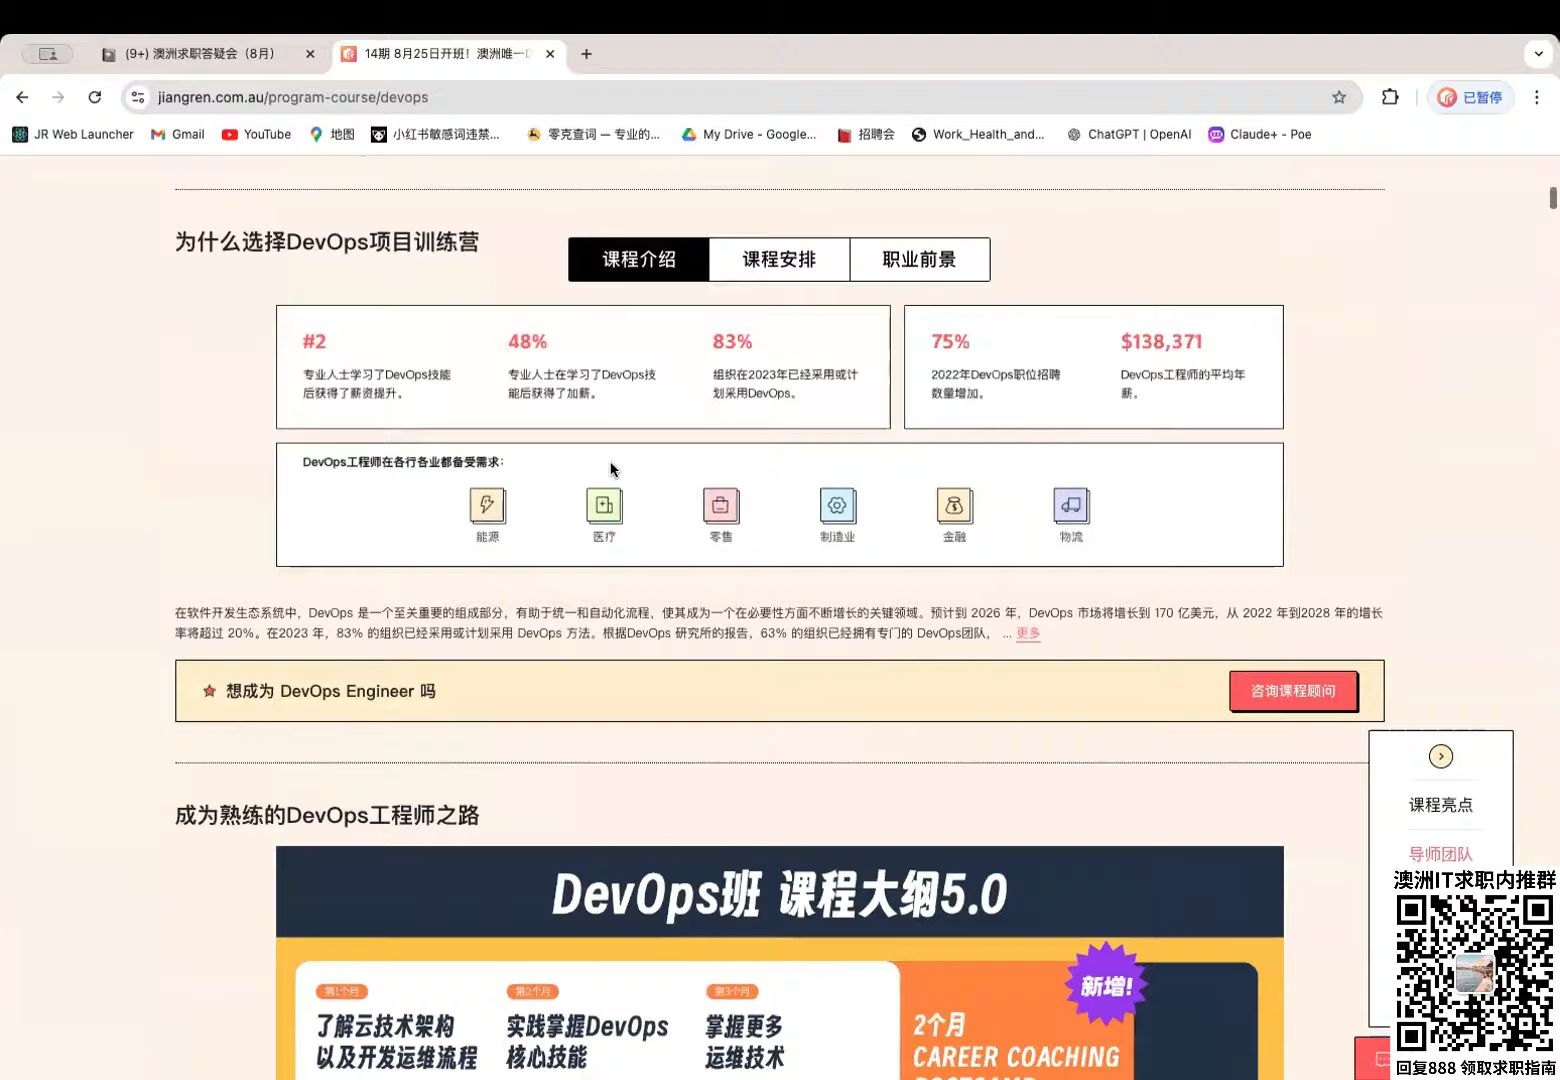 (9+) 澳洲求职答疑会（8月）
14期 8月25日开班！澳洲唯一
jiangren.com.au/program-course/devops
已暂停
JR Web Launcher
Gmail
YouTube
地图
小红书敏感词违禁...
零克查词 — 专业的...
My Drive - Google...
招聘会
Work_Health_and...
ChatGPT | OpenAI
Claude+ - Poe
为什么选择DevOps项目训练营
课程介绍
课程安排
职业前景
#2
专业人士学习了DevOps技能
后获得了薪资提升。
48%
专业人士在学习了DevOps技
能后获得了加薪。
83%
组织在2023年已经采用或计
划采用DevOps。
75%
2022年DevOps职位招聘
数量增加。
$138,371
DevOps工程师的平均年
薪。
DevOps工程师在各行各业都备受需求:
能源
医疗
零售
制造业
金融
物流
在软件开发生态系统中，DevOps 是一个至关重要的组成部分，有助于统一和自动化流程，使其成为一个在必要性方面不断增长的关键领域。预计到 2026 年，DevOps 市场将增长到 170 亿美元，从 2022 年到2028 年的增长
率将超过 20%。在2023 年，83% 的组织已经采用或计划采用 DevOps 方法。根据DevOps 研究所的报告，63% 的组织已经拥有专门的 DevOps团队， ... 更多
想成为 DevOps Engineer 吗
咨询课程顾问
成为熟练的DevOps工程师之路
DevOps班 课程大纲5.0
第1个月
了解云技术架构
以及开发运维流程
第2个月
实践掌握DevOps
核心技能
第3个月
掌握更多
运维技术
新增!
2个月
CAREER COACHING
BOOTCAMP
课程亮点
导师团队
澳洲IT求职内推群
回复888 领取求职指南